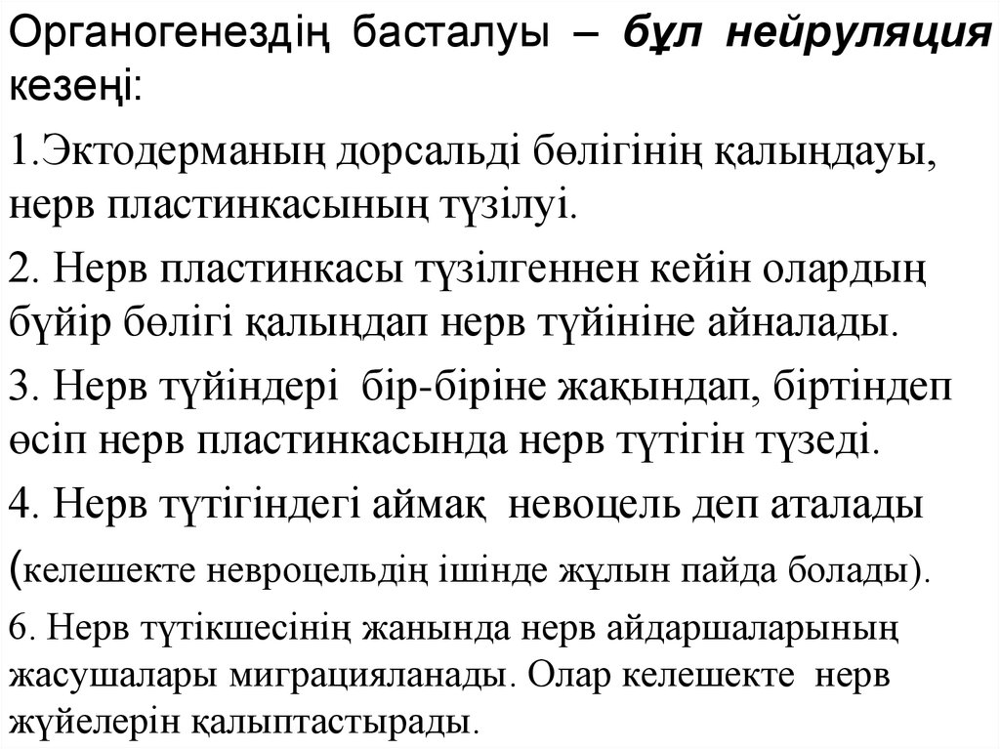 Органогенездің басталуы – бұл нейруляция
кезеңі:
1.Эктодерманың дорсальді бөлігінің қалыңдауы,
нерв пластинкасының түзілуі.
2. Нерв пластинкасы түзілгеннен кейін олардың
бүйір бөлігі қалыңдап нерв түйініне айналады.
3. Нерв түйіндері бір-біріне жақындап, біртіндеп
өсіп нерв пластинкасында нерв түтігін түзеді.
4. Нерв түтігіндегі аймақ невоцель деп аталады
(келешекте невроцельдің ішінде жұлын пайда болады).
6. Нерв түтікшесінің жанында нерв айдаршаларының
жасушалары миграцияланады. Олар келешекте нерв
жүйелерін қалыптастырады.